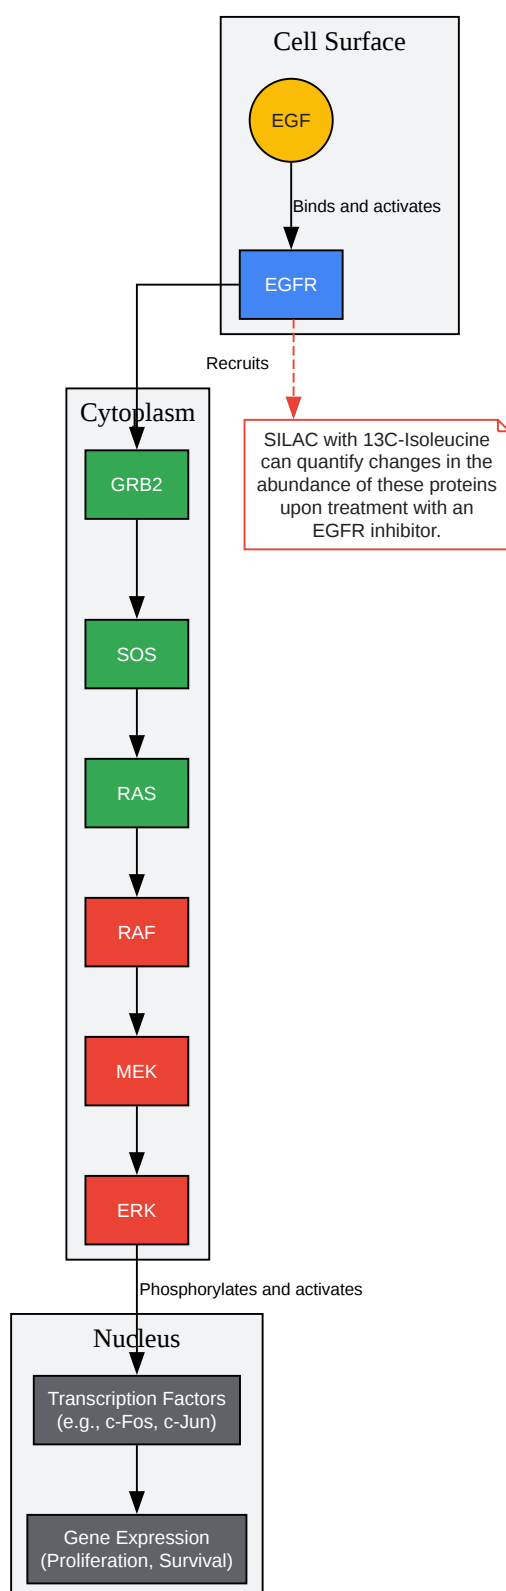 Cell Surface
EGF
Binds and activates
EGFR
Recruits
Cytoplasm
GRB2
SILAC with 13C-Isoleucine
can quantify changes in the
abundance of these proteins
upon treatment with an
EGFR inhibitor.
SOS
RAS
RAF
MEK
ERK
Phosphorylates and activates
Nucleus
Transcription Factors
(e.g., c-Fos, c-Jun)
Gene Expression
(Proliferation, Survival)